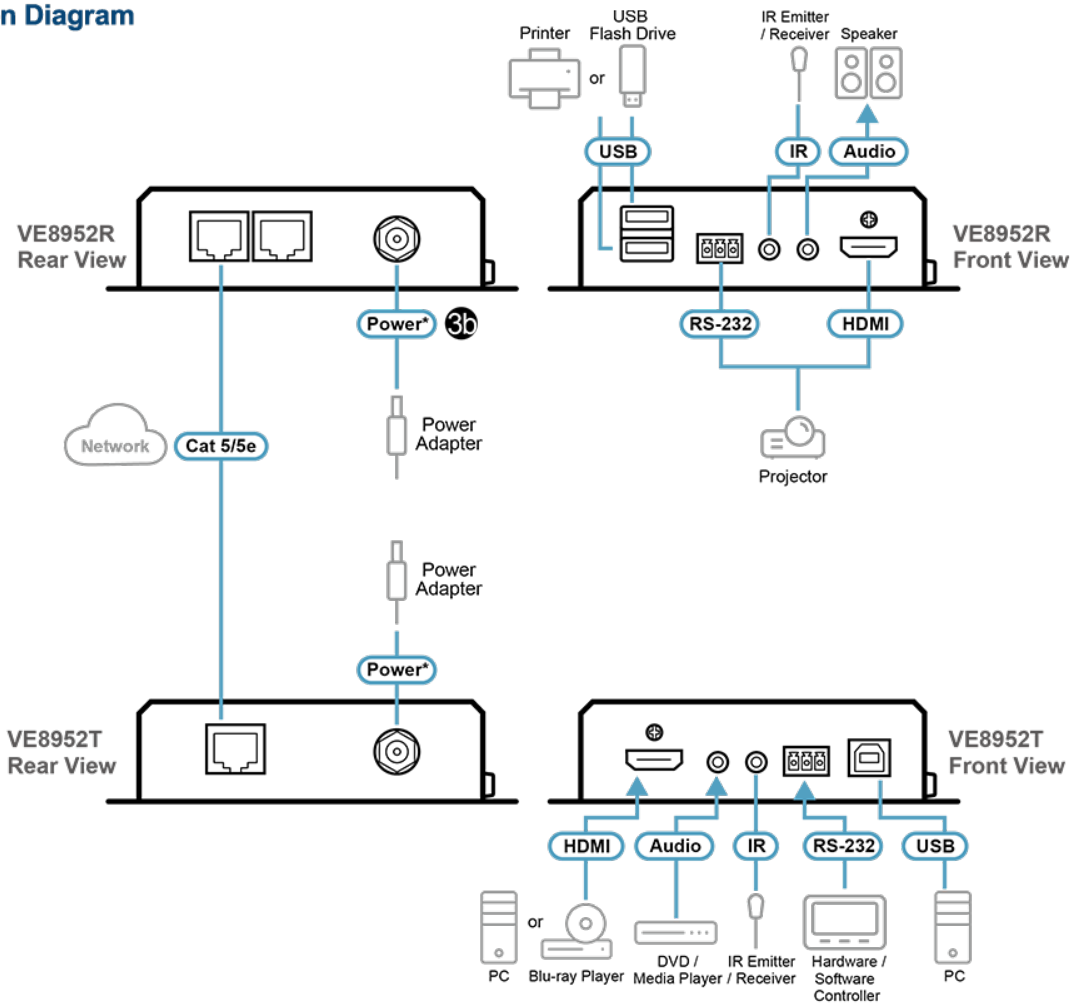 n Diagram
Printer
or
USB
Flash Drive
IR Emitter
/ Receiver
Speaker
USB
IR
Audio
VE8952R
Rear View
VE8952R
Front View
Power*
3b
RS-232
HDMI
Network
Cat 5/5e
Power
Adapter
Projector
Power
Adapter
Power*
VE8952T
Rear View
VE8952T
Front View
HDMI
Audio
IR
RS-232
USB
or
PC
Blu-ray Player
DVD /
Media Player
IR Emitter
/ Receiver
Hardware /
Software
Controller
PC